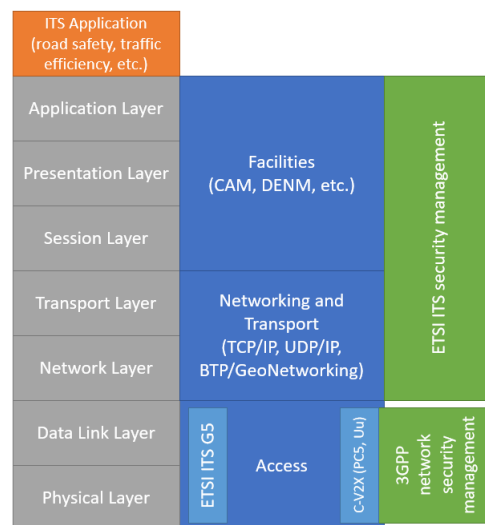 ITS Application
(road safety, traffic
efficiency, etc.)
Application Layer
Presentation Layer
Session Layer
Transport Layer
Network Layer
Data Link Layer
Physical Layer
Facilities
(CAM, DENM, etc.)
Networking and
Transport
(TCP/IP, UDP/IP,
BTP/GeoNetworking)
ETSI ITS G5
Access
C-V2X (PC5, Uu)
ETSI ITS security management
3GPP
network
security
management